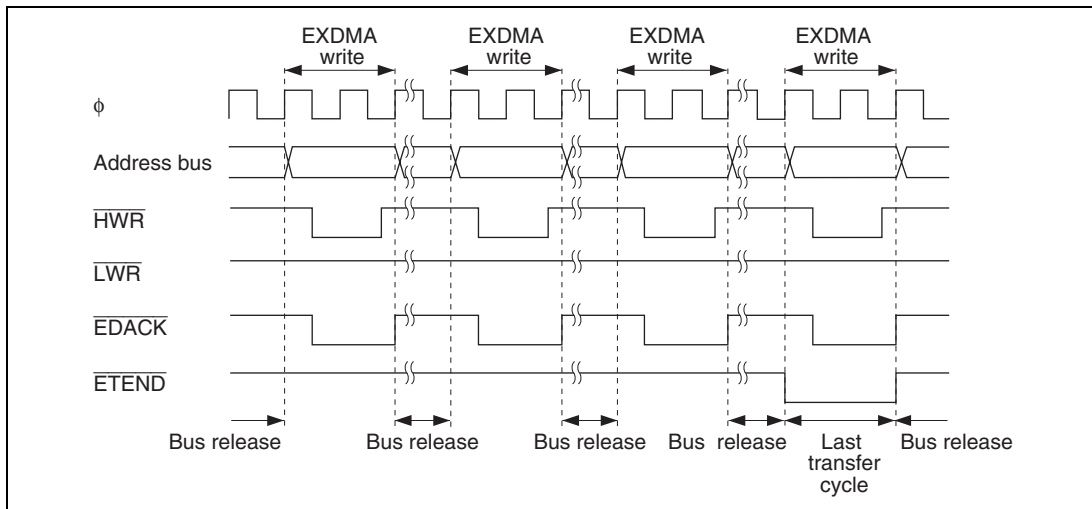 EXDMA write
EXDMA write
EXDMA write
EXDMA write
ϕ
Address bus
HWR
LWR
EDACK
ETEND
Bus release
Bus release
Bus release
Bus release
Last transfer cycle
Bus release